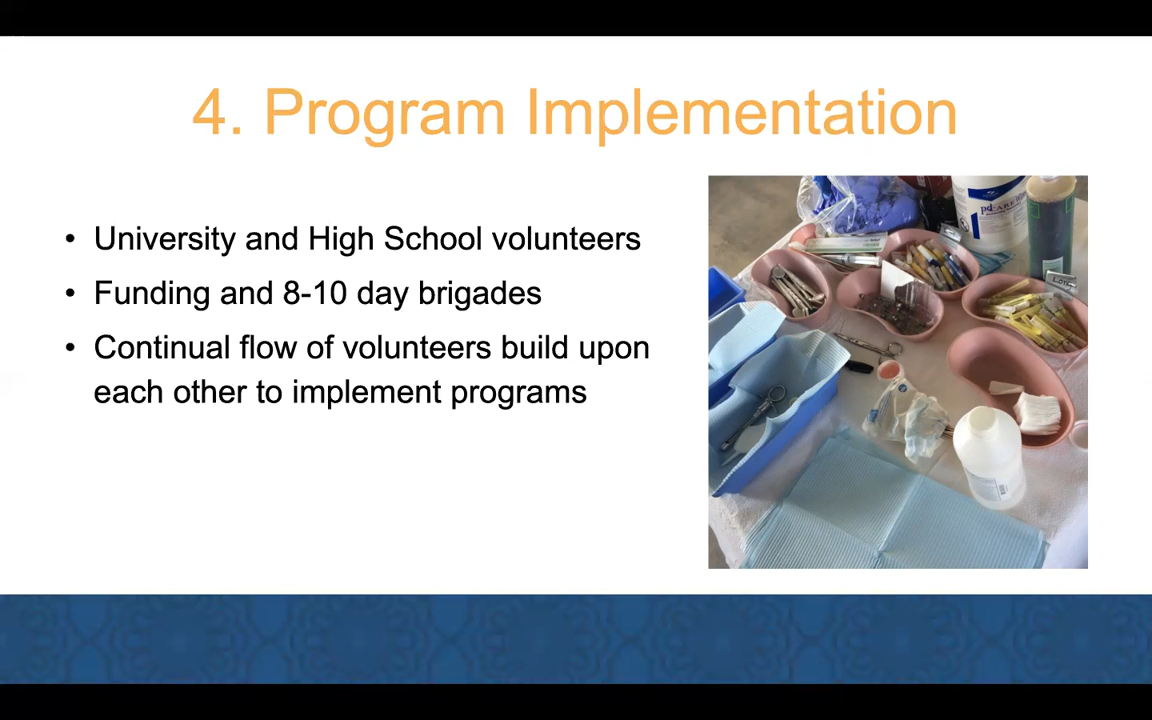 4. Program Implementation
• University and High School volunteers
• Funding and 8-10 day brigades
• Continual flow of volunteers build upon
each other to implement programs